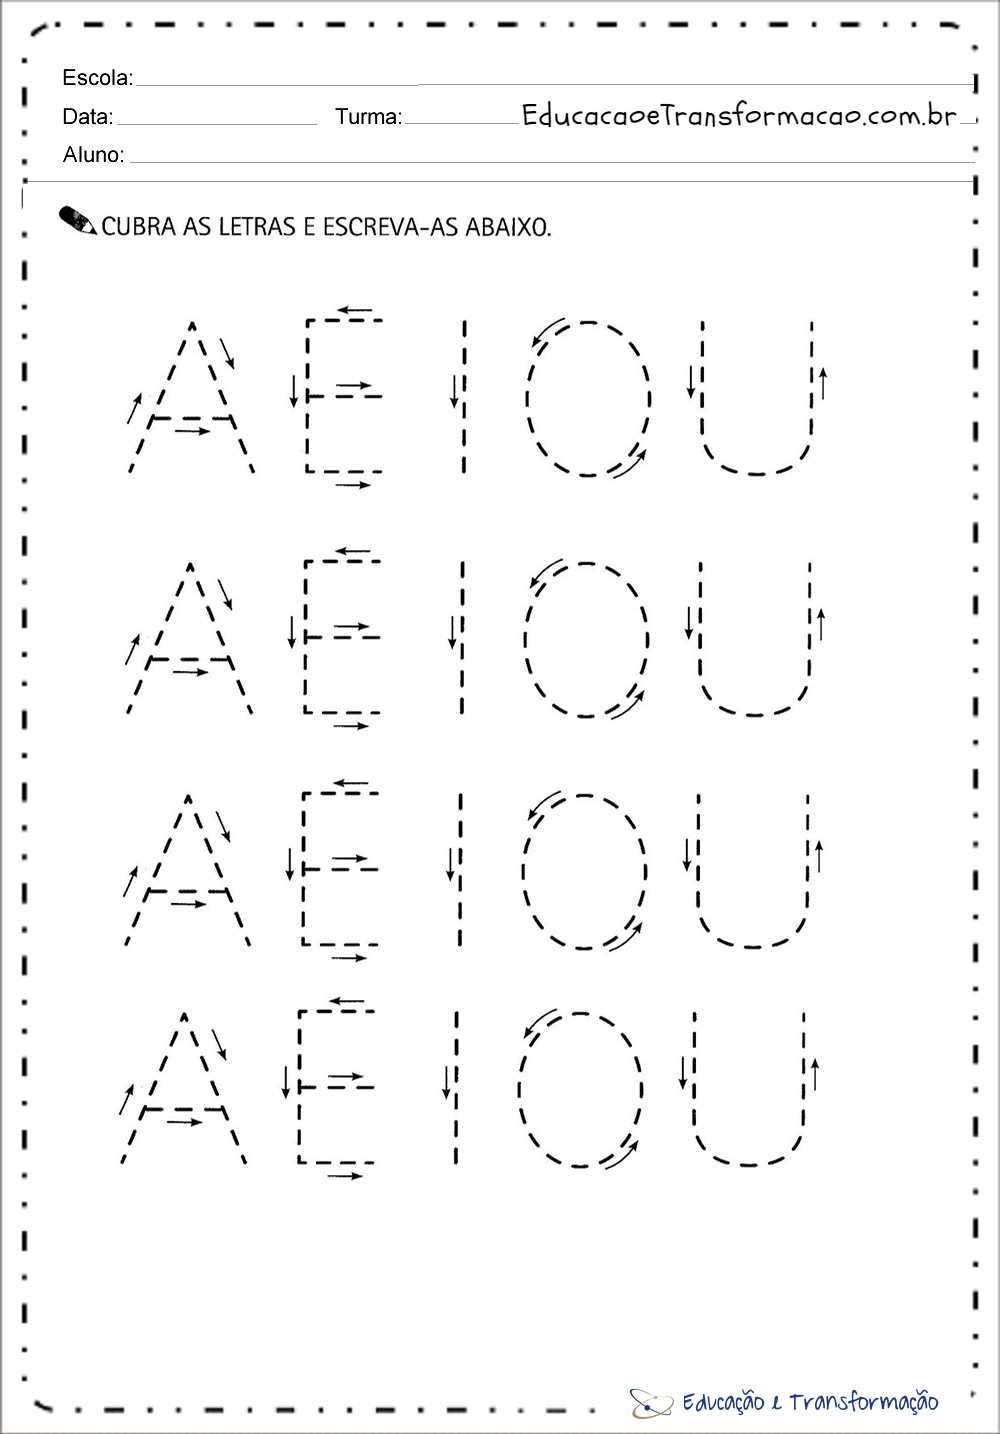 Escola:
Data: Turma: EducacaoeTransformacao.com.br
Aluno:
CUBRA AS LETRAS E ESCREVA-AS ABAIXO.
A E I O U
A E I O U
A E I O U
A E I O U
Educação e Transformação